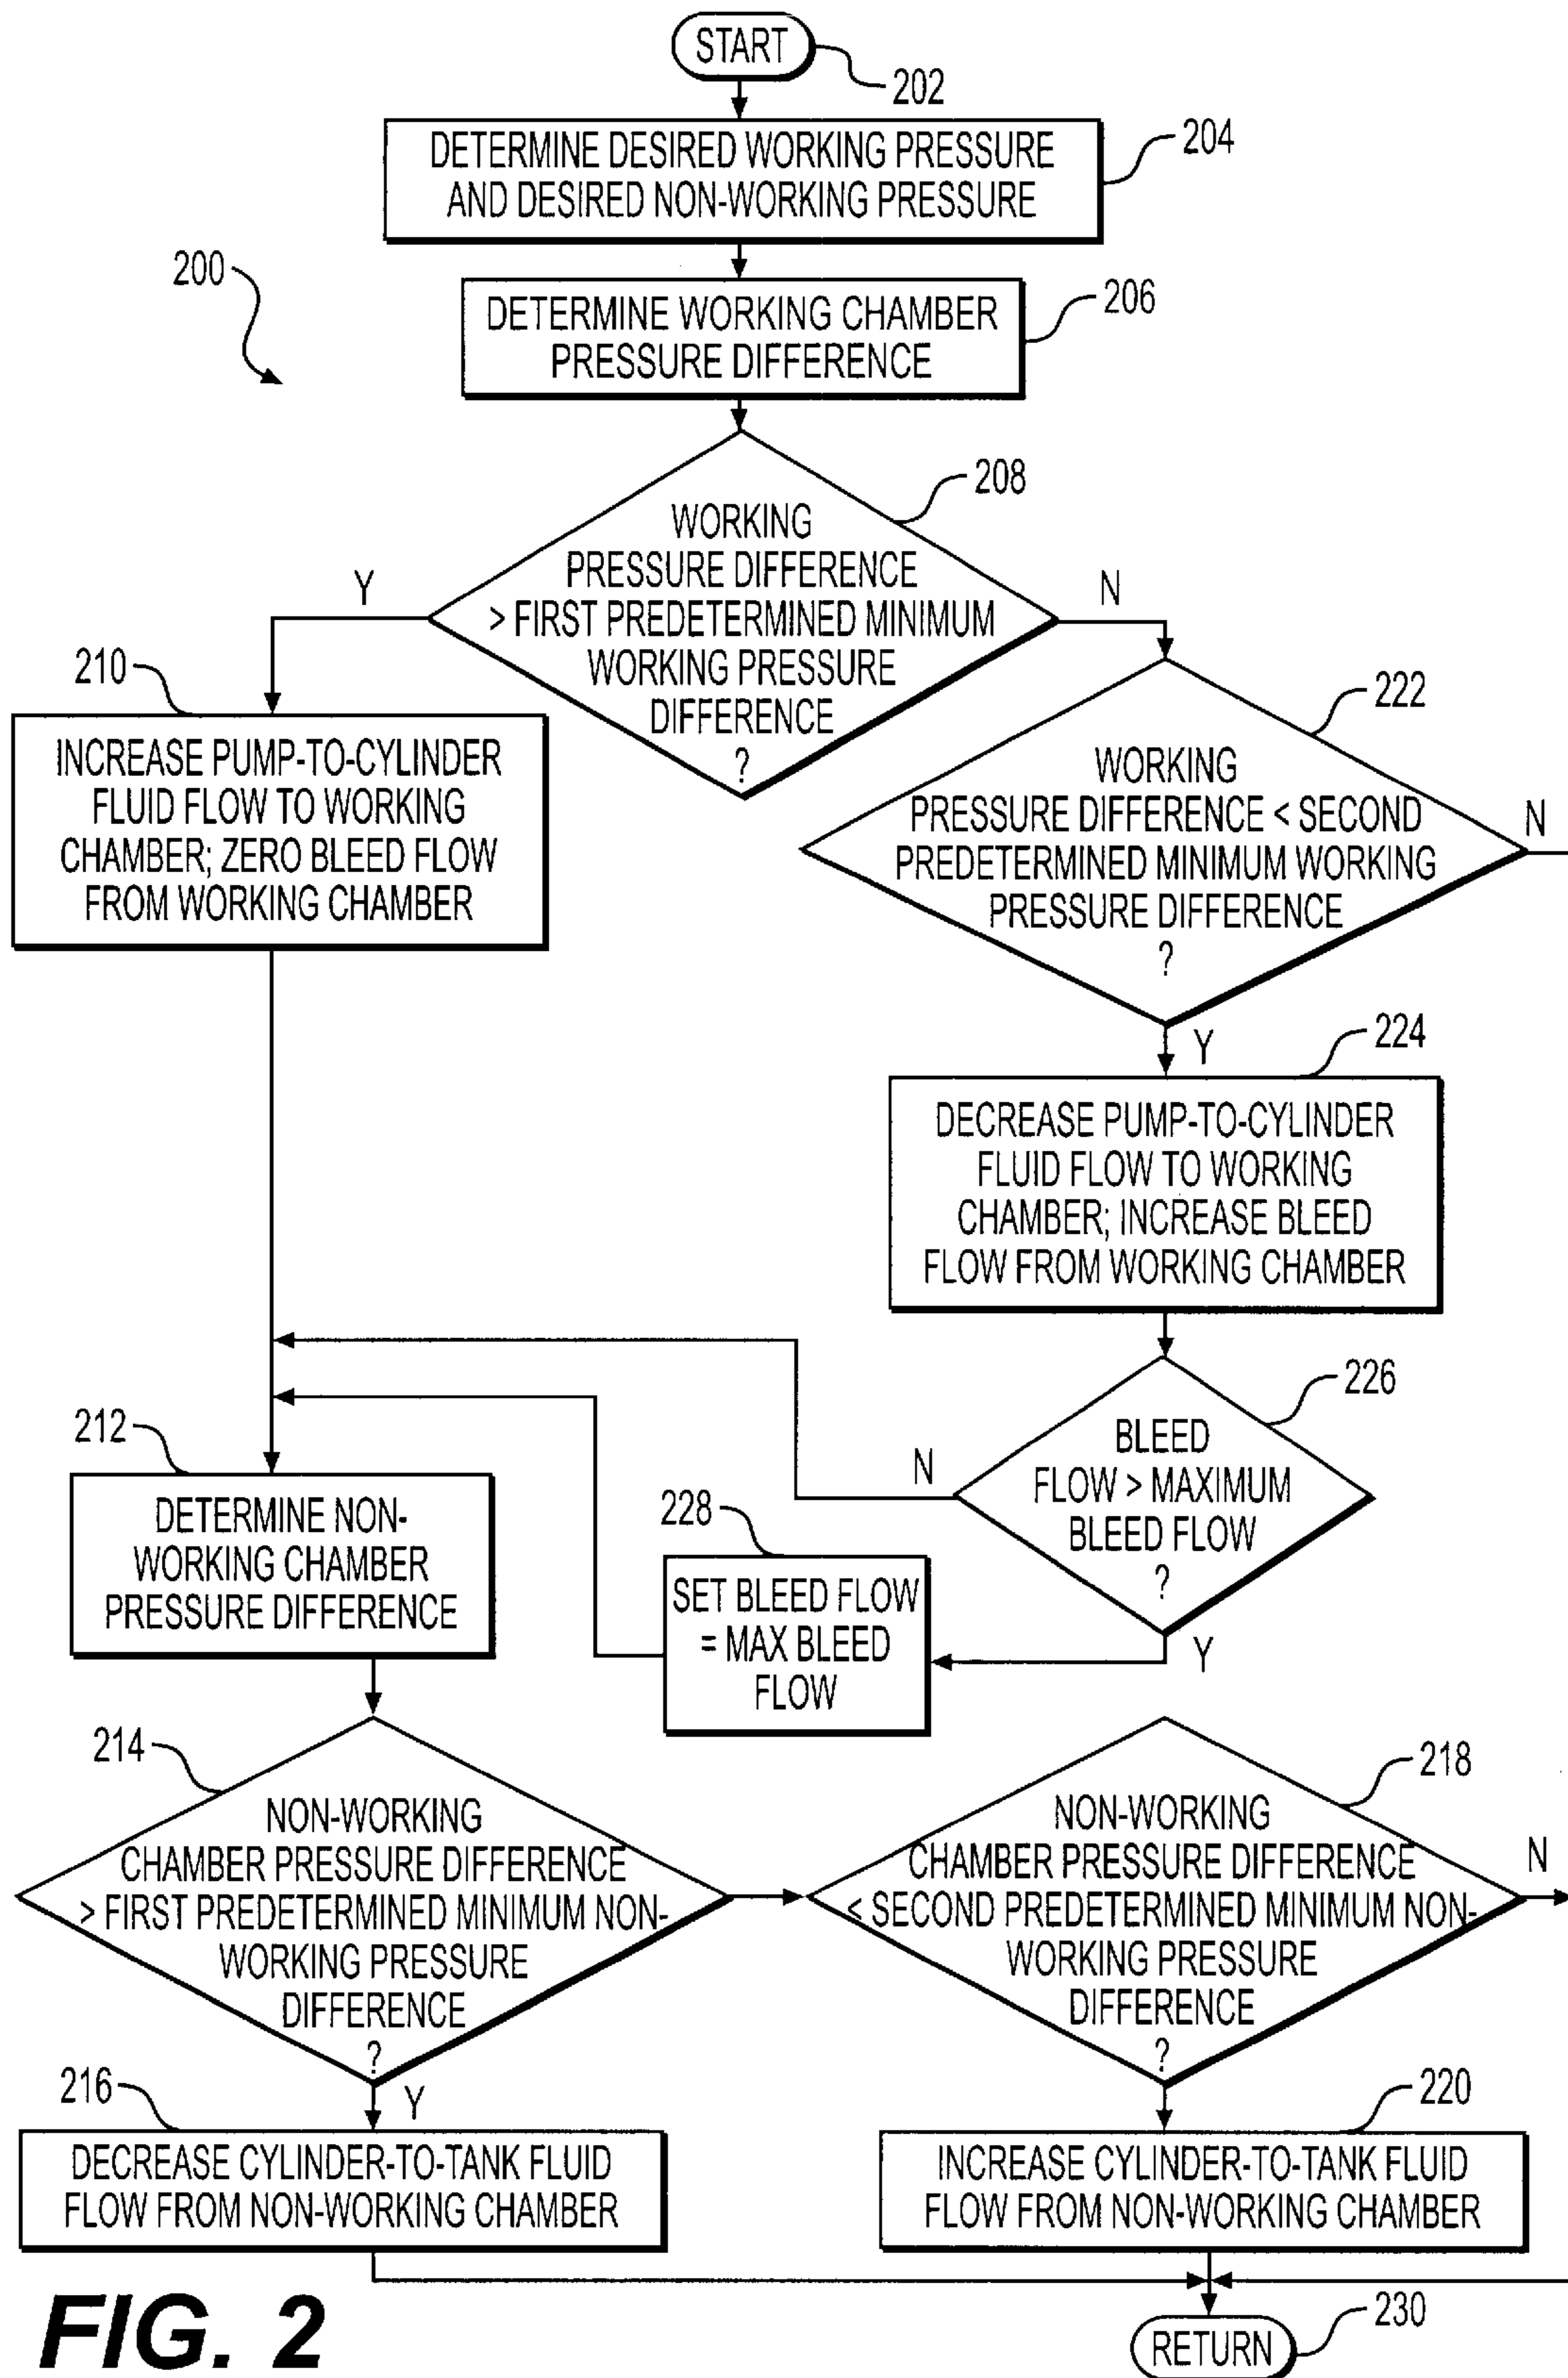 START
202
DETERMINE DESIRED WORKING PRESSURE
AND DESIRED NON-WORKING PRESSURE
204
200
DETERMINE WORKING CHAMBER
PRESSURE DIFFERENCE
206
WORKING
PRESSURE DIFFERENCE
> FIRST PREDETERMINED MINIMUM
WORKING PRESSURE
DIFFERENCE
?
208
Y
N
210
INCREASE PUMP-TO-CYLINDER
FLUID FLOW TO WORKING
CHAMBER; ZERO BLEED FLOW
FROM WORKING CHAMBER
222
WORKING
PRESSURE DIFFERENCE < SECOND
PREDETERMINED MINIMUM WORKING
PRESSURE DIFFERENCE
?
N
Y
224
DECREASE PUMP-TO-CYLINDER
FLUID FLOW TO WORKING
CHAMBER; INCREASE BLEED
FLOW FROM WORKING CHAMBER
226
BLEED
FLOW > MAXIMUM
BLEED FLOW
?
N
Y
228
SET BLEED FLOW
= MAX BLEED
FLOW
212
DETERMINE NON-
WORKING CHAMBER
PRESSURE DIFFERENCE
214
NON-WORKING
CHAMBER PRESSURE DIFFERENCE
> FIRST PREDETERMINED MINIMUM NON-
WORKING PRESSURE
DIFFERENCE
?
Y
218
NON-WORKING
CHAMBER PRESSURE DIFFERENCE
< SECOND PREDETERMINED MINIMUM NON-
WORKING PRESSURE
DIFFERENCE
?
N
216
DECREASE CYLINDER-TO-TANK FLUID
FLOW FROM NON-WORKING CHAMBER
220
INCREASE CYLINDER-TO-TANK FLUID
FLOW FROM NON-WORKING CHAMBER
230
RETURN
FIG. 2